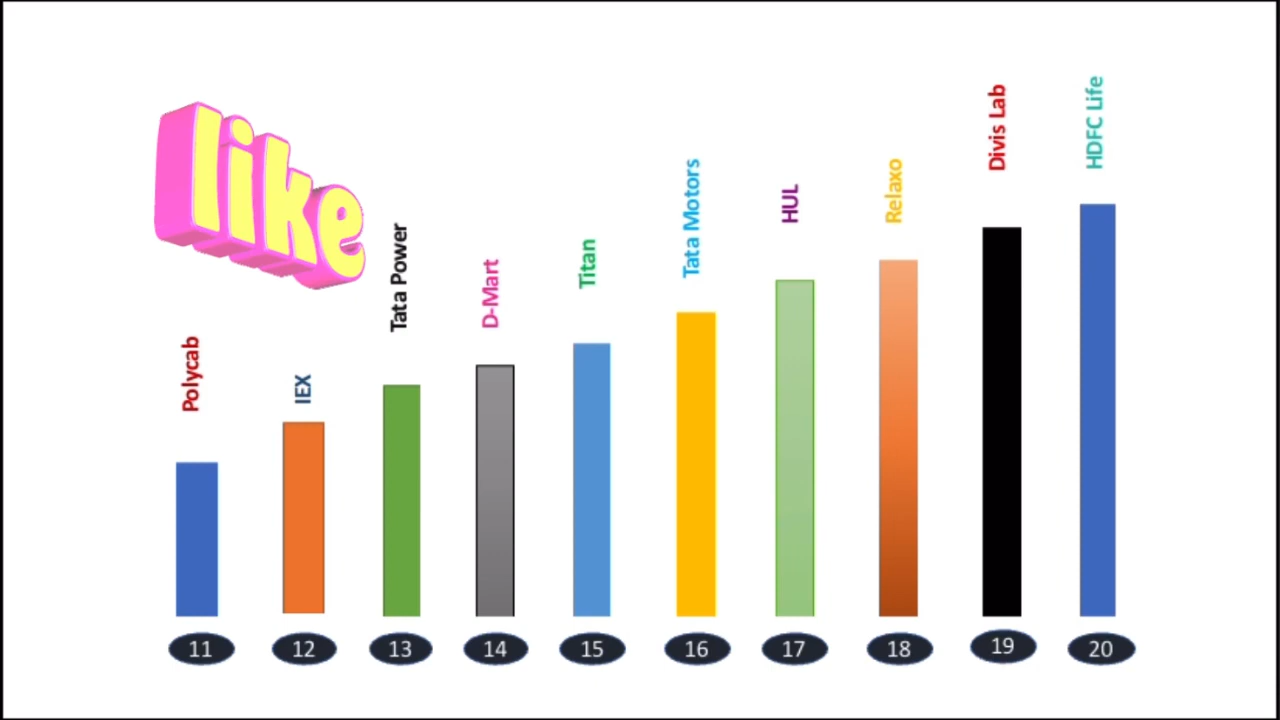 like
Polycab
IEX
Tata Power
D-Mart
Titan
Tata Motors
HUL
Relaxo
Divis Lab
HDFC Life
11
12
13
14
15
16
17
18
19
20